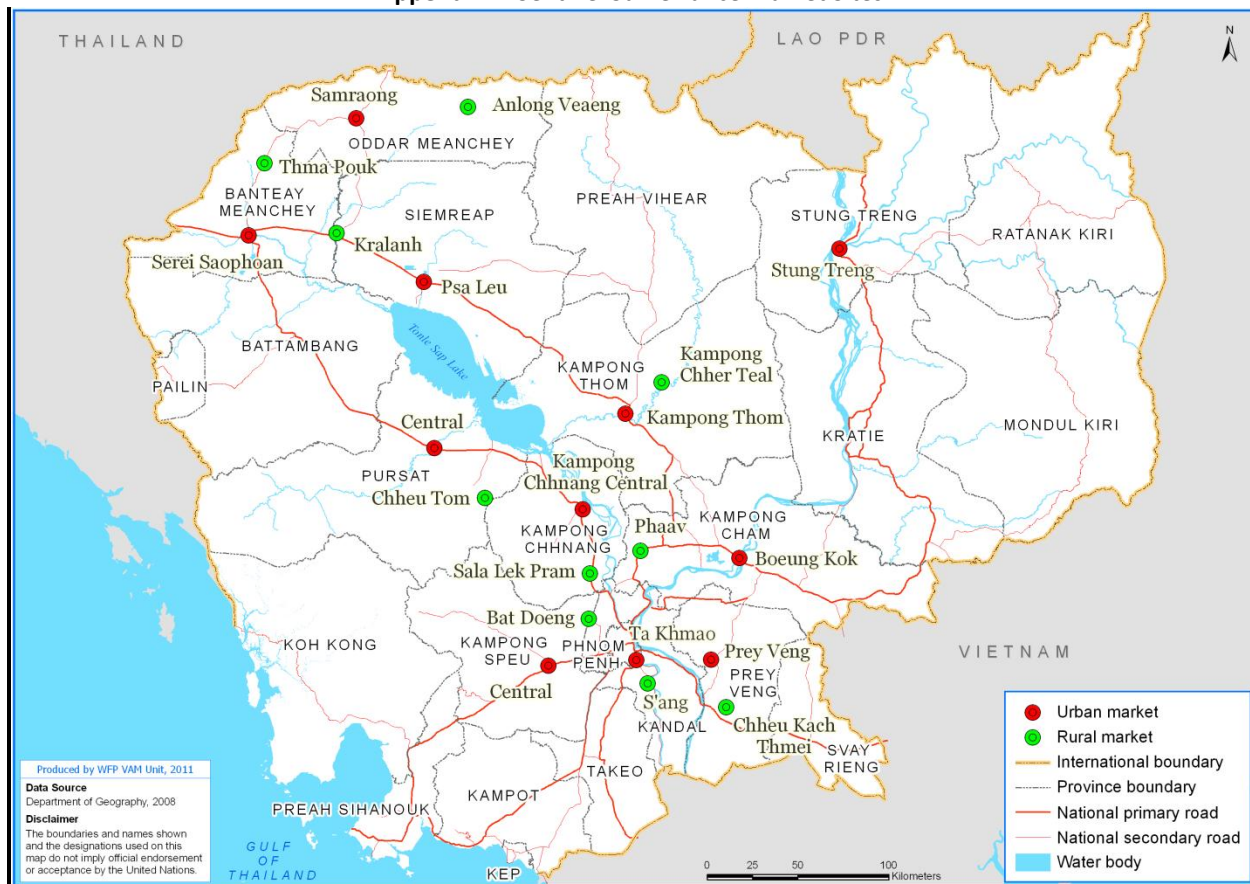 THAILAND
LAO PDR
N
Samraong
Anlong Veaeng
ODDAR MEANCHEY
Thma Pouk
BANTEAY
MEANCHEY
SIEMREAP
PREAH VIHEAR
STUNG TRENG
RATANAK KIRI
Kralanh
Serei Saophoan
Stung Treng
Psa Leu
Tonle Sap Lake
BATTAMBANG
PAILIN
KAMPONG
THOM
Kampong
Chher Teal
Kampong Thom
Central
PURSAT
KRATIE
MONDUL KIRI
Kampong
Chhnang Central
Chheu Tom
KAMPONG
CHHNANG
Phaav
KAMPONG
CHAM
Boeung Kok
Sala Lek Pram
Bat Doeng
KOH KONG
KAMPONG
SPEU
PHNOM
PENH
Ta Khmao
Prey Veng
PREY
VENG
VIETNAM
Central
S'ang
KANDAL
Chheu Kach
Thmei
SVAY
RIENG
TAKEO
KAMPOT
PREAH SIHANOUK
KEP
GULF
OF
THAILAND
Produced by WFP VAM Unit, 2011
Data Source
Department of Geography, 2008
Disclaimer
The boundaries and names shown
and the designations used on this
map do not imply official endorsement
or acceptance by the United Nations.
Urban market
Rural market
International boundary
Province boundary
National primary road
National secondary road
Water body
0 25 50 100
Kilometers